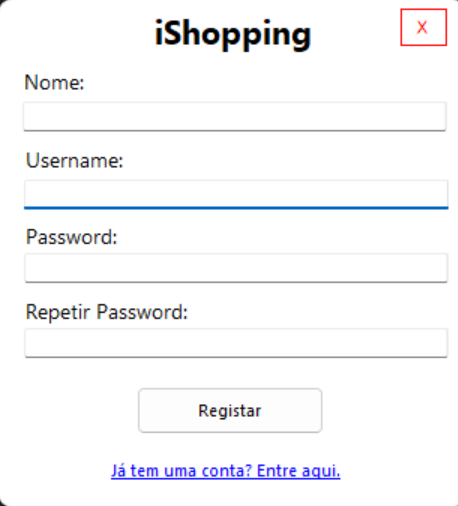 iShopping
X
Nome:
Username:
Password:
Repetir Password:
Registar
Já tem uma conta? Entre aqui.